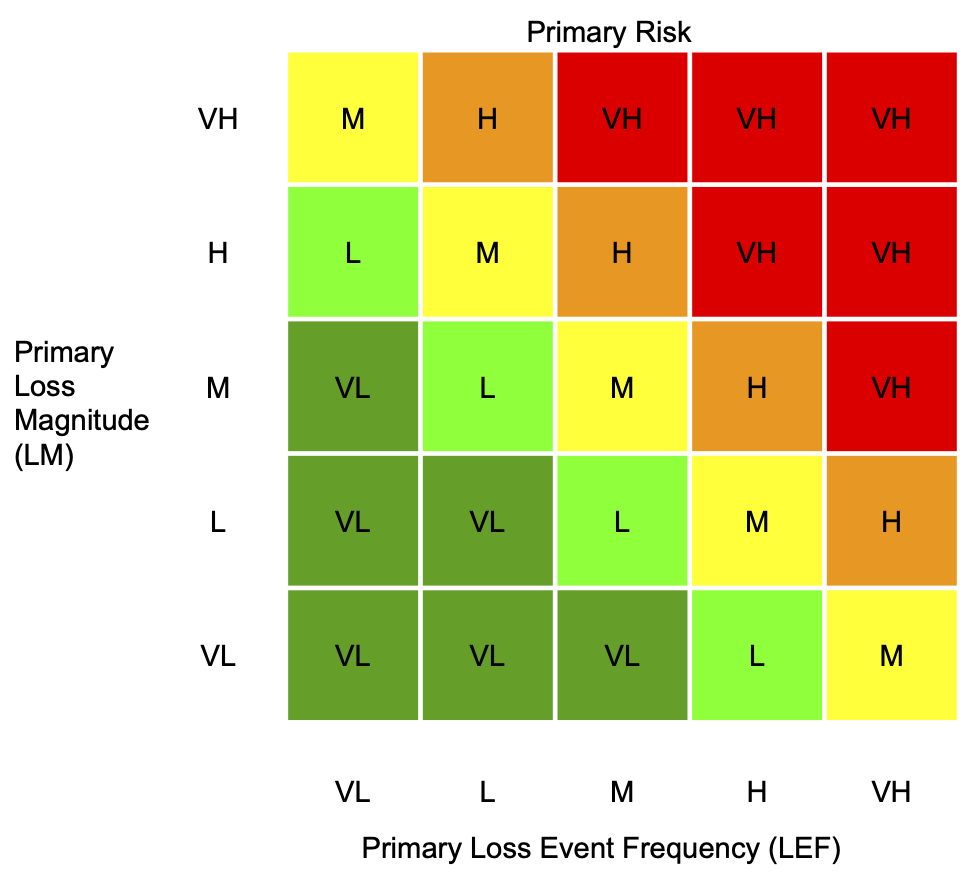 Primary Risk
VH M H VH VH VH
H L M H VH VH
Primary
Loss
Magnitude
(LM)
M VL L M H VH
L VL VL L M H
VL VL VL VL L M
VL L M H VH
Primary Loss Event Frequency (LEF)